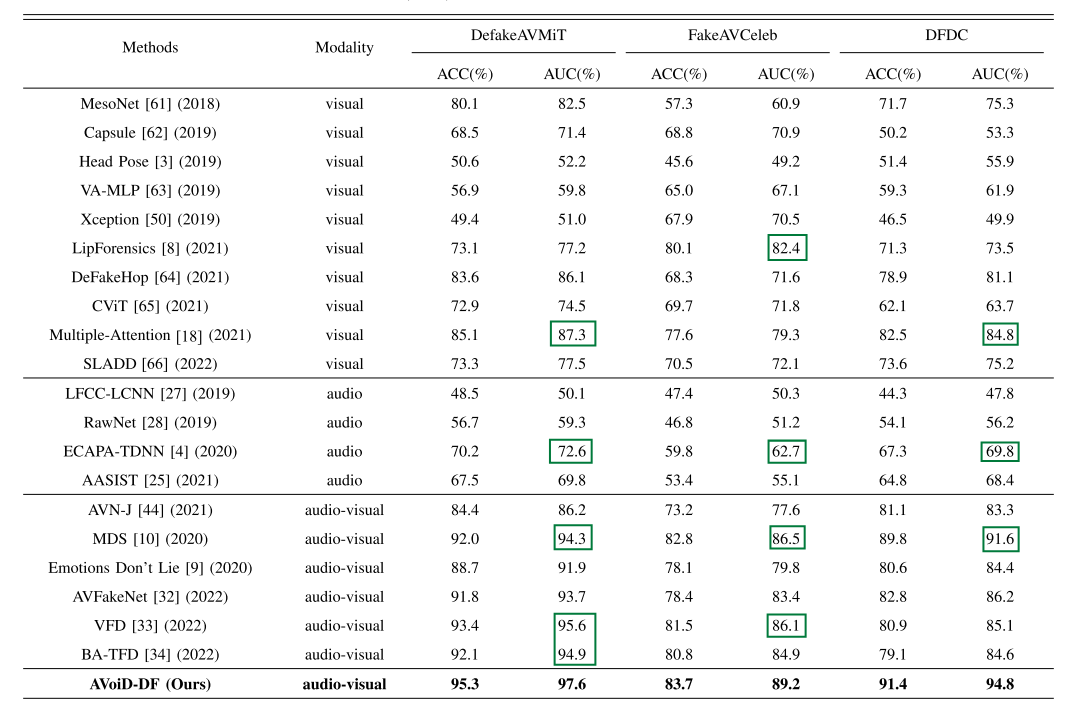 Methods Modality DefakeAVMiT FakeAVCeleb DFDC
ACC(%) AUC(%) ACC(%) AUC(%) ACC(%) AUC(%)
MesoNet [61] (2018) visual 80.1 82.5 57.3 60.9 71.7 75.3
Capsule [62] (2019) visual 68.5 71.4 68.8 70.9 50.2 53.3
Head Pose [3] (2019) visual 50.6 52.2 45.6 49.2 51.4 55.9
VA-MLP [63] (2019) visual 56.9 59.8 65.0 67.1 59.3 61.9
Xception [50] (2019) visual 49.4 51.0 67.9 70.5 46.5 49.9
LipForensics [8] (2021) visual 73.1 77.2 80.1 82.4 71.3 73.5
DeFakeHop [64] (2021) visual 83.6 86.1 68.3 71.6 78.9 81.1
CViT [65] (2021) visual 72.9 74.5 69.7 71.8 62.1 63.7
Multiple-Attention [18] (2021) visual 85.1 87.3 77.6 79.3 82.5 84.8
SLADD [66] (2022) visual 73.3 77.5 70.5 72.1 73.6 75.2
LFCC-LCNN [27] (2019) audio 48.5 50.1 47.4 50.3 44.3 47.8
RawNet [28] (2019) audio 56.7 59.3 46.8 51.2 54.1 56.2
ECAPA-TDNN [4] (2020) audio 70.2 72.6 59.8 62.7 67.3 69.8
AASIST [25] (2021) audio 67.5 69.8 53.4 55.1 64.8 68.4
AVN-J [44] (2021) audio-visual 84.4 86.2 73.2 77.6 81.1 83.3
MDS [10] (2020) audio-visual 92.0 94.3 82.8 86.5 89.8 91.6
Emotions Don't Lie [9] (2020) audio-visual 88.7 91.9 78.1 79.8 80.6 84.4
AVFakeNet [32] (2022) audio-visual 91.8 93.7 78.4 83.4 82.8 86.2
VFD [33] (2022) audio-visual 93.4 95.6 81.5 86.1 80.9 85.1
BA-TFD [34] (2022) audio-visual 92.1 94.9 80.8 84.9 79.1 84.6
AVoiD-DF (Ours) audio-visual 95.3 97.6 83.7 89.2 91.4 94.8